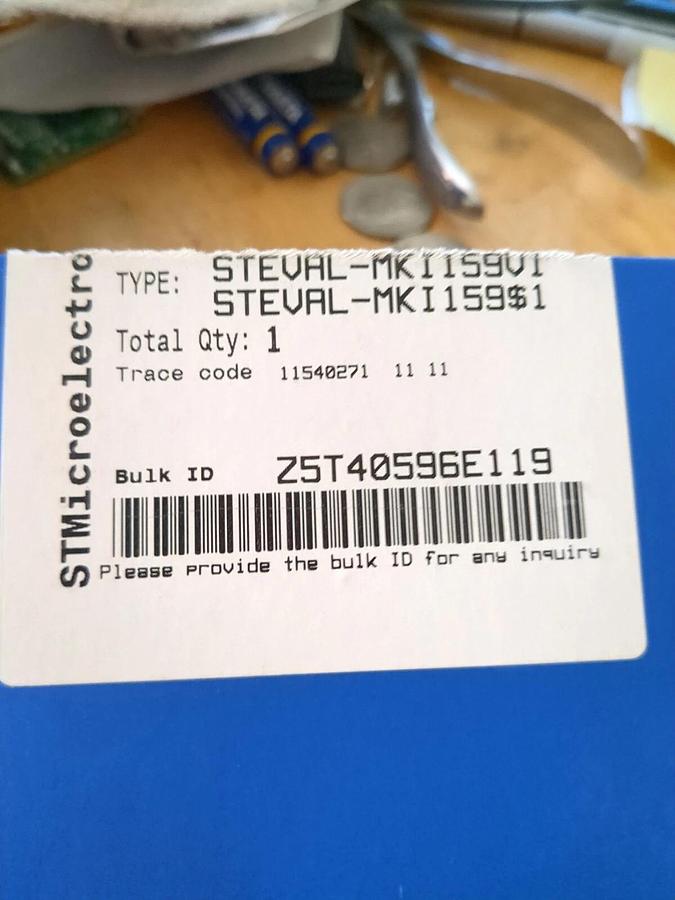 STMicroelectro
TYPE: STEVAL-MKI159V1
STEVAL-MKI159$1
Total Qty: 1
Trace code 11540271 11 11
Bulk ID Z5T40596E119
Please provide the bulk ID for any inquiry